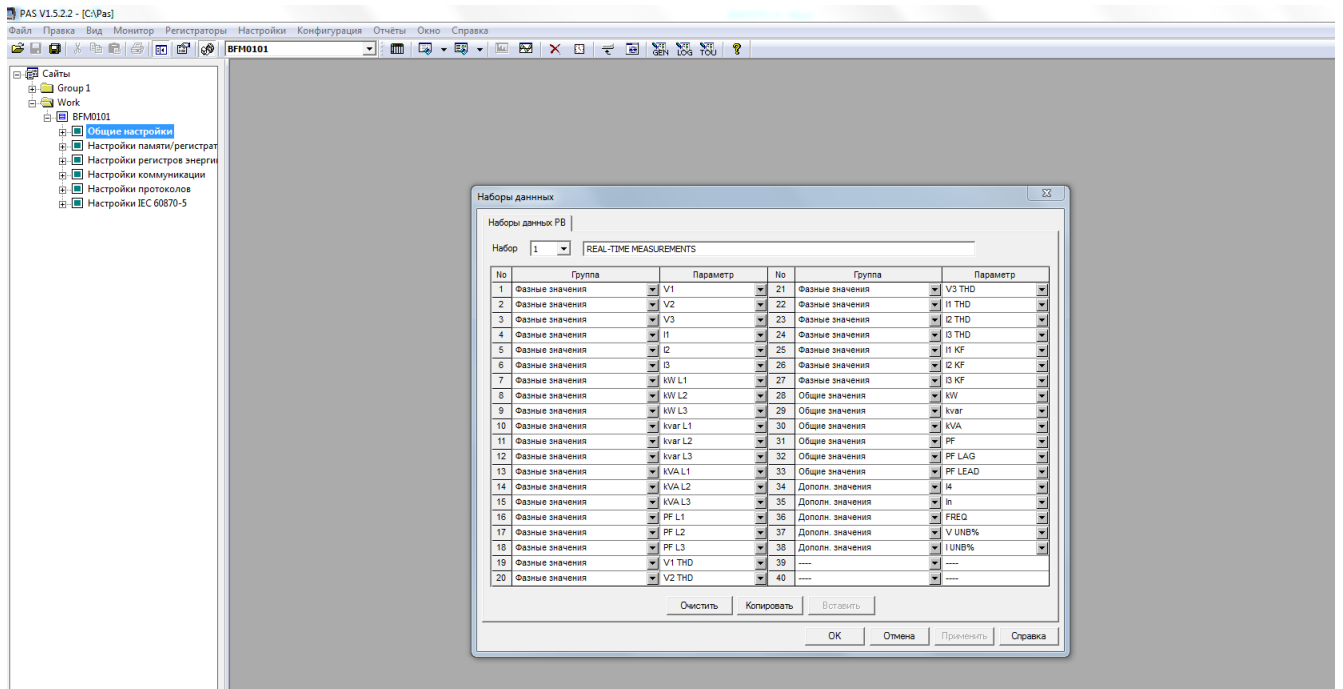 PAS V1.5.2.2 - [C:\Pas]
Файл Правка Вид Монитор Регистраторы Настройки Конфигурация Отчёты Окно Справка
BFM0101 GEN LOG TOU
Сайты
Group 1
Work
BFM0101
Общие настройки
Настройки памяти/регистрат
Настройки регистров энерги
Настройки коммуникации
Настройки протоколов
Настройки IEC 60870-5
Наборы даннных
Наборы данных РВ
Набор 1 REAL-TIME MEASUREMENTS
No Группа Параметр No Группа Параметр
1 Фазные значения V1 21 Фазные значения V3 THD
2 Фазные значения V2 22 Фазные значения I1 THD
3 Фазные значения V3 23 Фазные значения I2 THD
4 Фазные значения I1 24 Фазные значения I3 THD
5 Фазные значения I2 25 Фазные значения I1 KF
6 Фазные значения I3 26 Фазные значения I2 KF
7 Фазные значения kW L1 27 Фазные значения I3 KF
8 Фазные значения kW L2 28 Общие значения kW
9 Фазные значения kW L3 29 Общие значения kvar
10 Фазные значения kvar L1 30 Общие значения kVA
11 Фазные значения kvar L2 31 Общие значения PF
12 Фазные значения kvar L3 32 Общие значения PF LAG
13 Фазные значения kVA L1 33 Общие значения PF LEAD
14 Фазные значения kVA L2 34 Дополн. значения I4
15 Фазные значения kVA L3 35 Дополн. значения In
16 Фазные значения PF L1 36 Дополн. значения FREQ
17 Фазные значения PF L2 37 Дополн. значения V UNB%
18 Фазные значения PF L3 38 Дополн. значения I UNB%
19 Фазные значения V1 THD 39 ---- ----
20 Фазные значения V2 THD 40 ---- ----
Очистить Копировать Вставить
OK Отмена Применить Справка